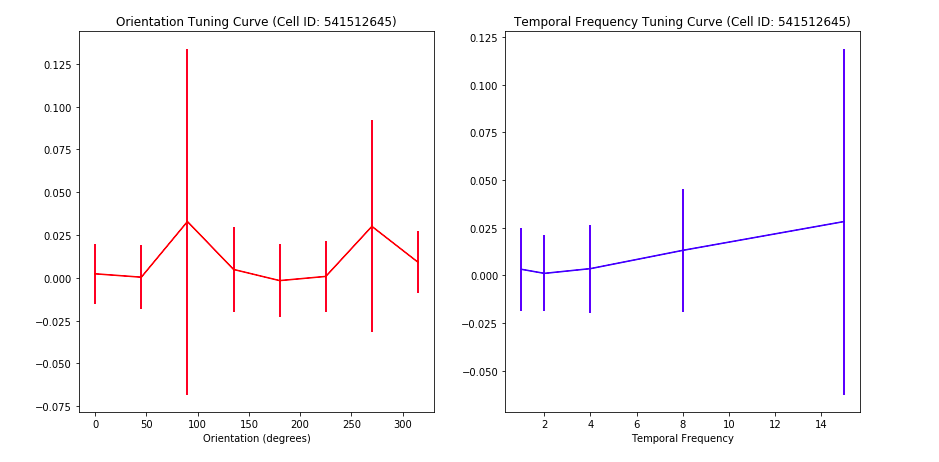 Orientation Tuning Curve (Cell ID: 541512645)
0.125
0.100
0.075
0.050
0.025
0.000
−0.025
−0.050
−0.075
0 50 100 150 200 250 300
Orientation (degrees)
Temporal Frequency Tuning Curve (Cell ID: 541512645)
0.125
0.100
0.075
0.050
0.025
0.000
−0.025
−0.050
2 4 6 8 10 12 14
Temporal Frequency